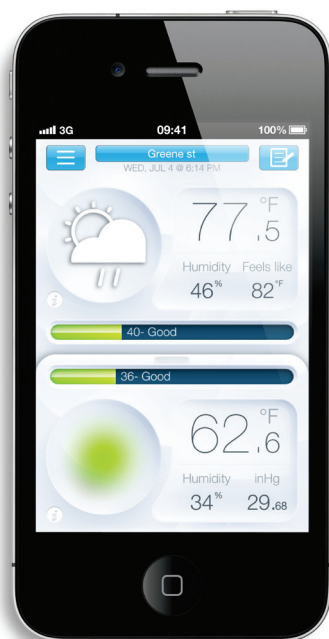 3G 09:41 100%
Greene st
WED, JUL 4 @ 6:14 PM
77.5 °F
Humidity Feels like
46% 82°F
i
40- Good
36- Good
62.6 °F
Humidity inHg
34% 29.68
i